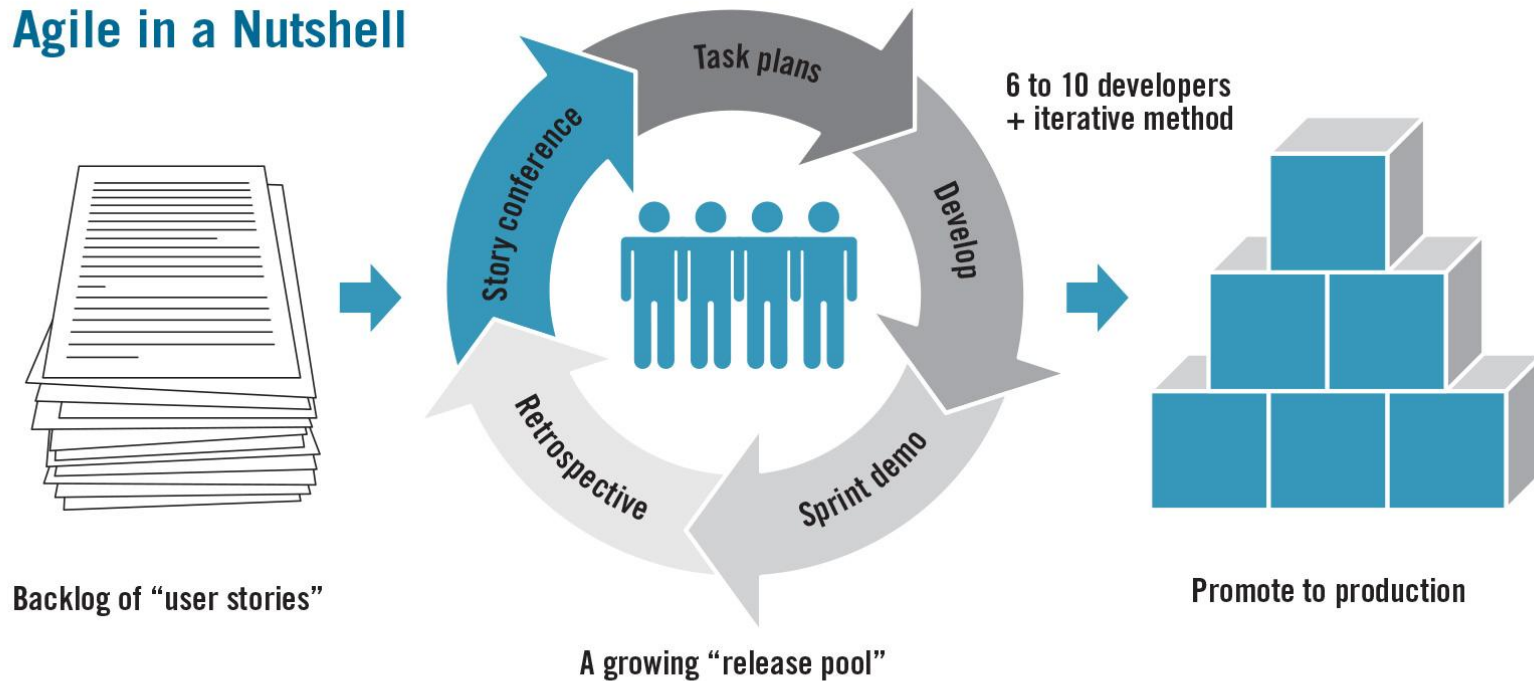 Agile in a Nutshell
Task plans
6 to 10 developers
+ iterative method
Story conference
Develop
Retrospective
Sprint demo
Backlog of “user stories”
Promote to production
A growing “release pool”